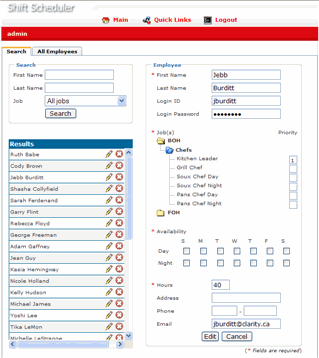 Shift Scheduler
Main Quick Links Logout
admin
Search All Employees
Search
First Name
Last Name
Job All jobs
Search
Results
Ruth Babe
Cody Brown
Jebb Burditt
Shasha Collyfield
Sarah Ferdenand
Garry Flint
Rebecca Floyd
George Freeman
Adam Gaffney
Jean Guy
Kasia Hemingway
Nicole Holland
Kelly Hudson
Michael James
Yoshi Lee
Tika LeMon
Michelle LeStrange
Employee
* First Name Jebb
Last Name Burditt
* Login ID jburditt
* Login Password ••••••••
* Job(s) Priority
BOH
Chefs
Kitchen Leader 1
Grill Chef
Soux Chef Day
Soux Chef Night
Pans Chef Day
Pans Chef Night
FOH
* Availability
S M T W T F S
Day
Night
* Hours 40
Address
Phone -
Email jburditt@clarity.ca
Edit Cancel
(* fields are required)